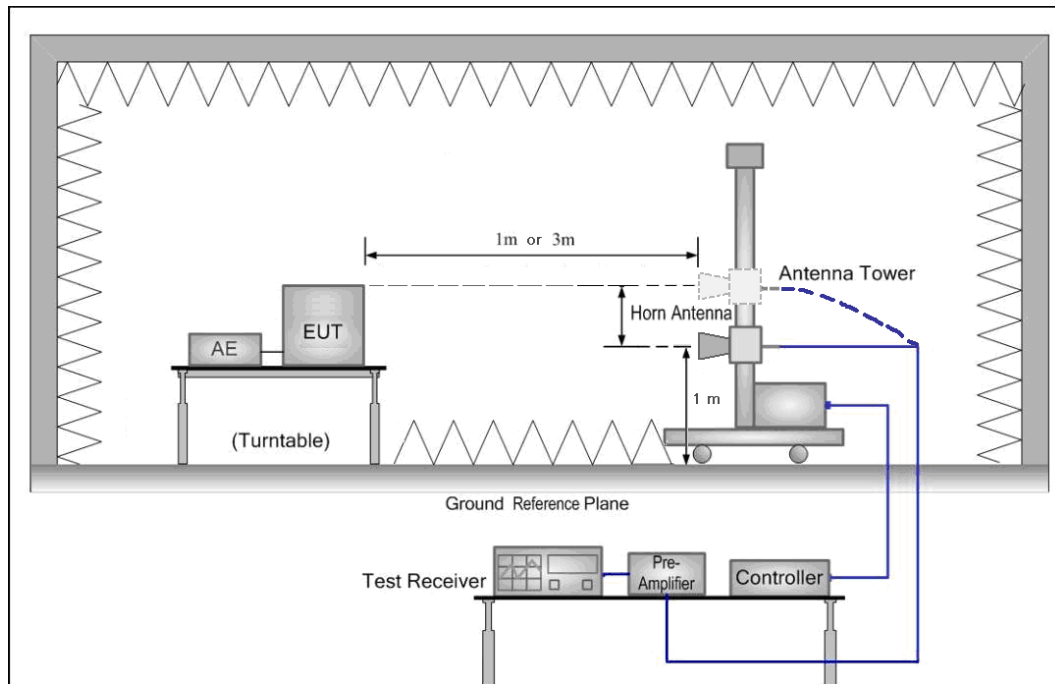 1m or 3m
Antenna Tower
Horn Antenna
EUT
AE
1 m
(Turntable)
Ground Reference Plane
Test Receiver
Pre-
Amplifier
Controller